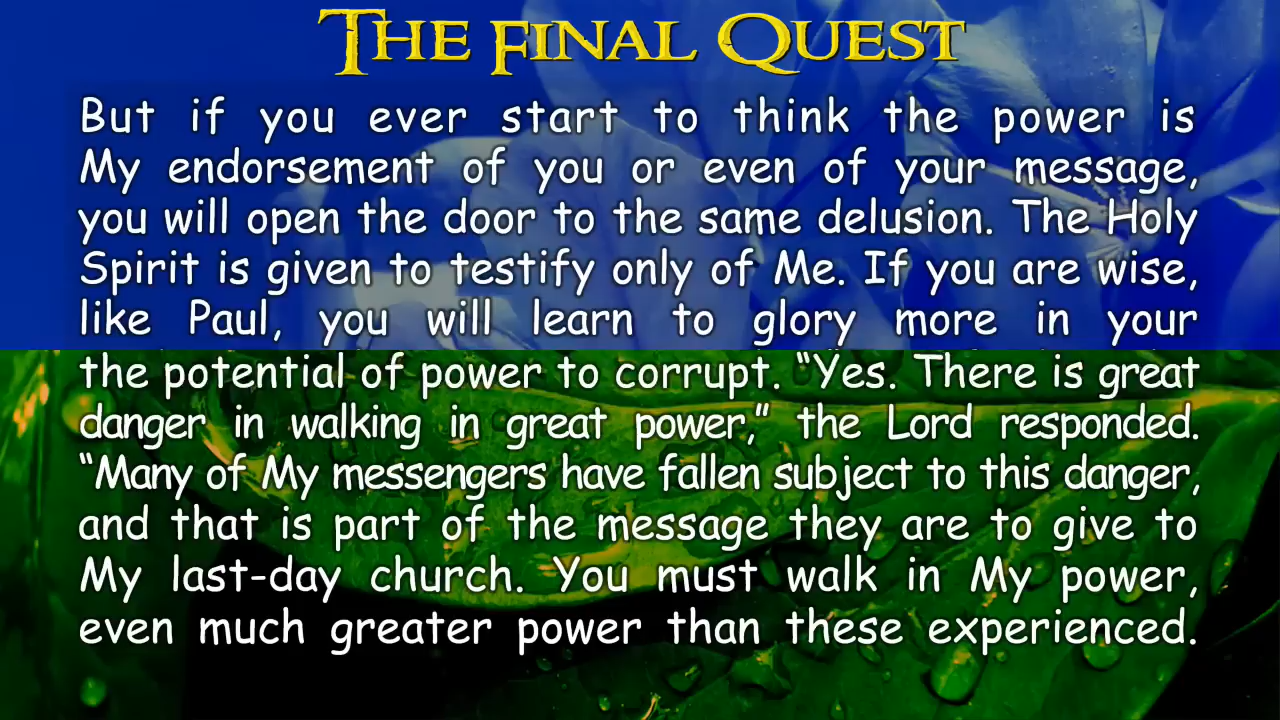 The Final Quest
But if you ever start to think the power is
My endorsement of you or even of your message,
you will open the door to the same delusion. The Holy
Spirit is given to testify only of Me. If you are wise,
like Paul, you will learn to glory more in your
the potential of power to corrupt. “Yes. There is great
danger in walking in great power,” the Lord responded.
“Many of My messengers have fallen subject to this danger,
and that is part of the message they are to give to
My last-day church. You must walk in My power,
even much greater power than these experienced.